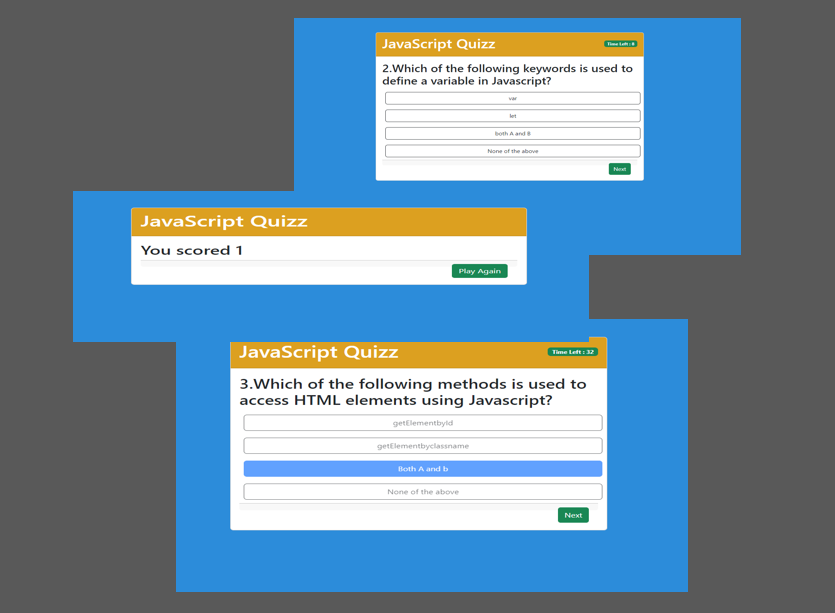 JavaScript Quizz
Time Left : 8
2.Which of the following keywords is used to
define a variable in Javascript?
var
let
both A and B
None of the above
Next
JavaScript Quizz
You scored 1
Play Again
JavaScript Quizz
Time Left : 32
3.Which of the following methods is used to
access HTML elements using Javascript?
getElementbyId
getElementbyclassname
Both A and b
None of the above
Next